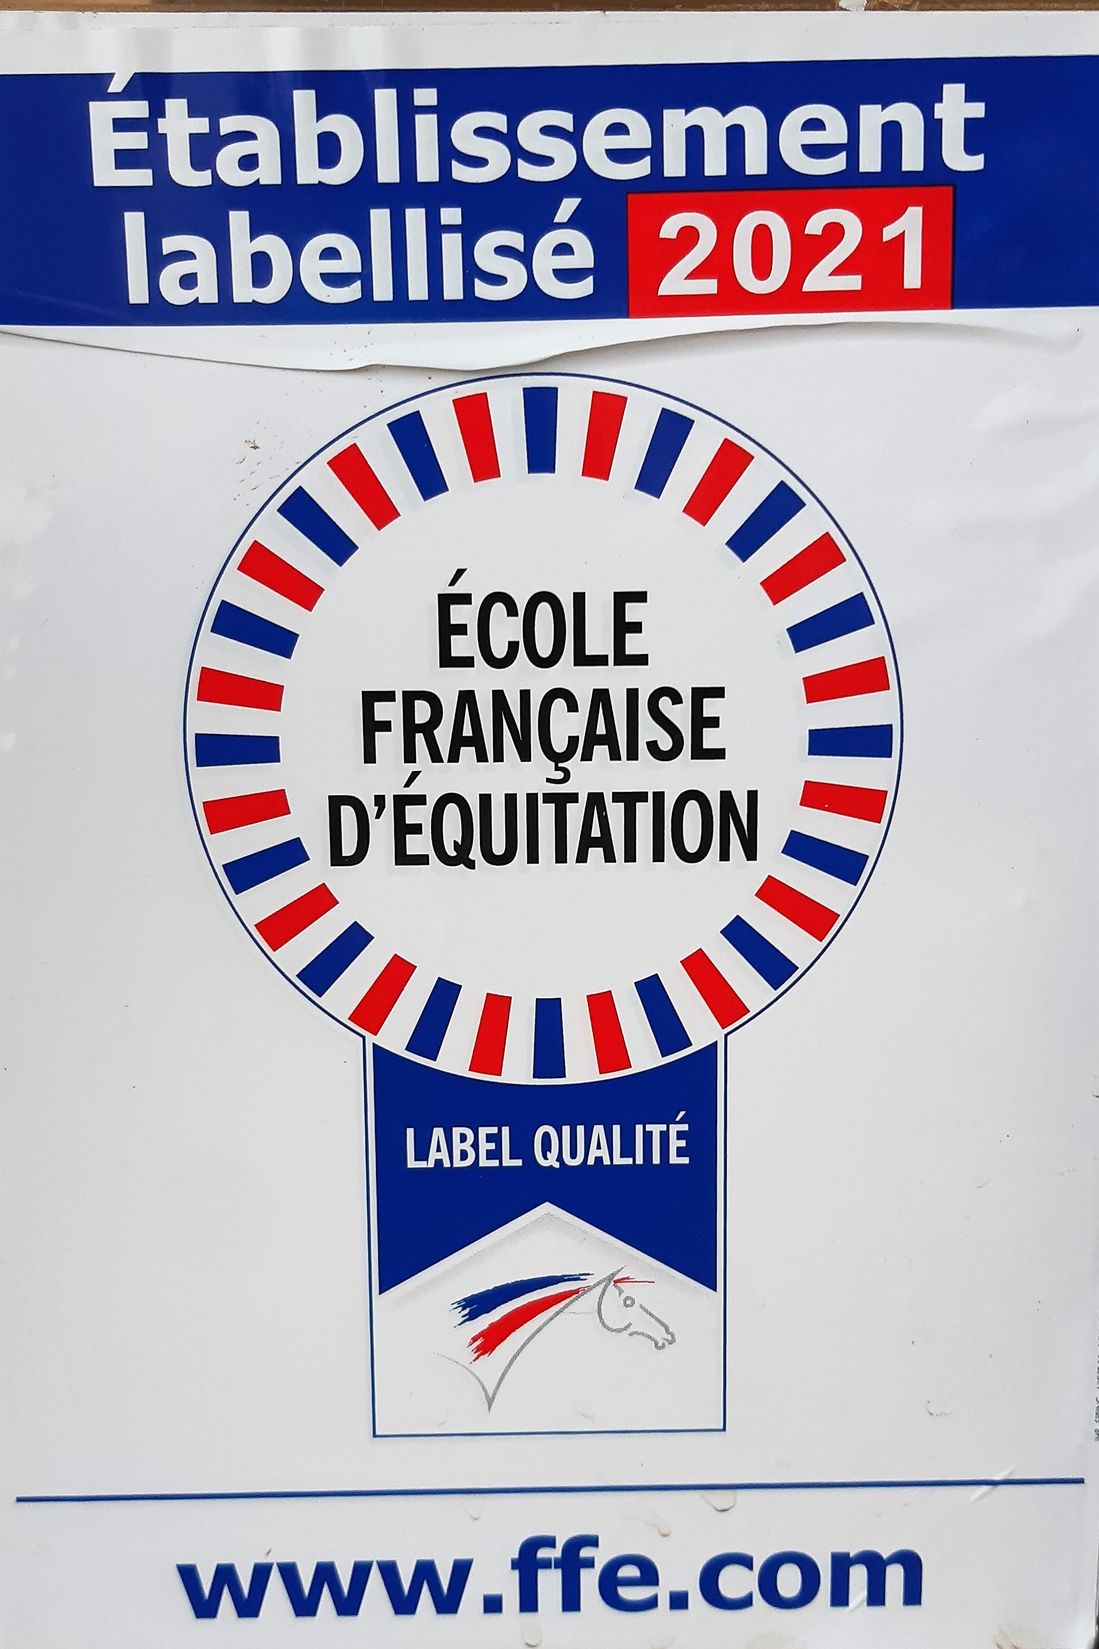 Établissement
labellisé 2021
ÉCOLE
FRANÇAISE
D'ÉQUITATION
LABEL QUALITÉ
www.ffe.com